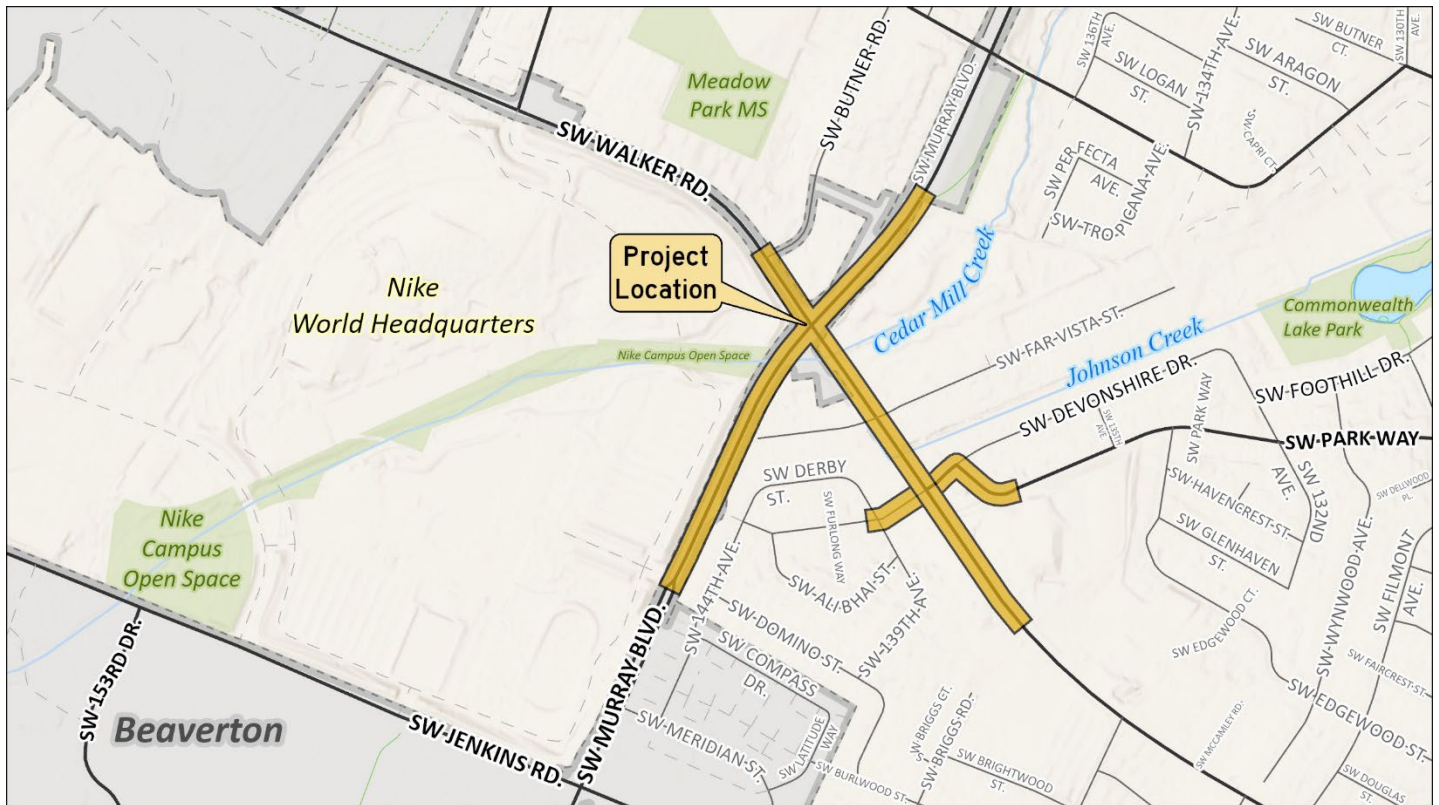 SW BUTNER
CT.
SW 130TH
AVE.
SW 136TH
AVE.
SW LOGAN
ST.
SW 134TH AVE.
SW ARAGON
ST.
SW CAPRI CT.
Meadow
Park MS
SW BUTNER RD.
SW MURRAY BLVD.
SW WALKER RD.
SW PERFECTA
AVE.
SW TROPICANA AVE.
Project
Location
Nike
World Headquarters
Cedar Mill Creek
Commonwealth
Lake Park
SW FAR VISTA ST.
Johnson Creek
Nike Campus Open Space
SW DEVONSHIRE DR.
SW 135TH
AVE.
SW PARK WAY
SW FOOTHILL DR.
SW PARK WAY
SW DERBY
ST.
SW FURLONG
WAY
SW HAVENCREST ST.
SW GLENHAVEN
ST.
SW 132ND
AVE.
SW DELLWOOD
PL.
Nike
Campus
Open Space
SW 144TH AVE.
SW ALIBHAI ST.
SW 139TH AVE.
SW WYNWOOD AVE.
SW FILMONT
AVE.
SW DOMINO ST.
SW COMPASS
DR.
SW EDGEWOOD CT.
SW FAIRCREST ST.
SW 153RD DR.
Beaverton
SW JENKINS RD.
SW MURRAY BLVD.
SW MERIDIAN ST.
SW LATITUDE
WAY
SW BURLWOOD ST.
SW BRIGGS CT.
SW BRIGGS RD.
SW BRIGHTWOOD
ST.
SW MCCAMLEY RD.
SW EDGEWOOD ST.
SW DOUGLAS
ST.